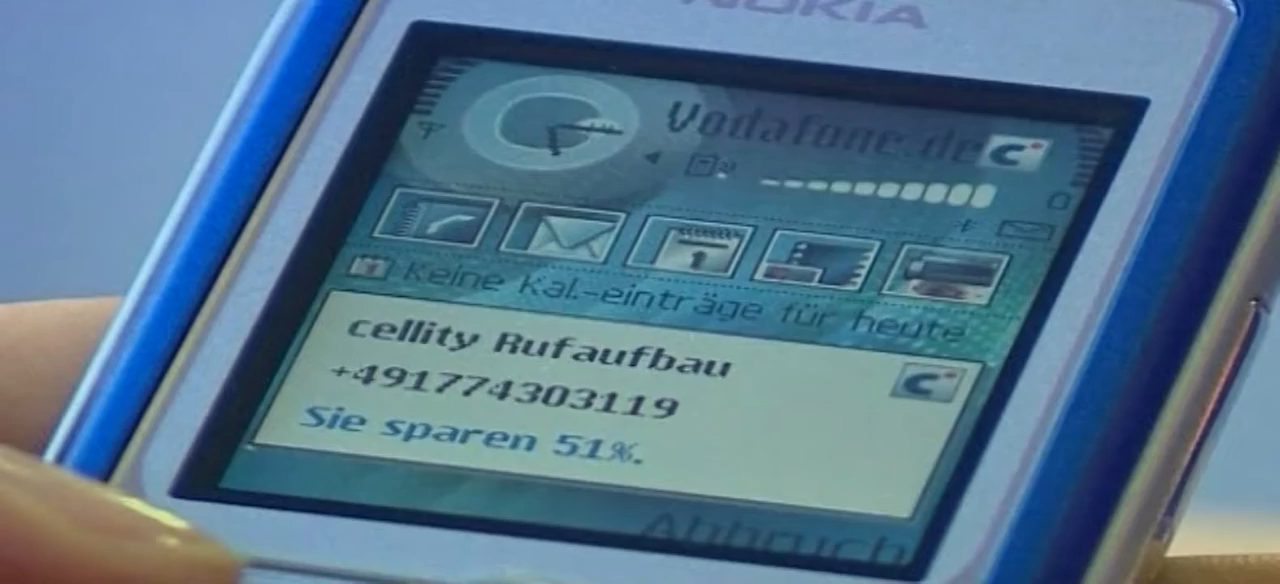 NOKIA
Vodafone.de
Keine Kal.-einträge für heute
cellity Rufaufbau
+491774303119
Sie sparen 51%.
Abbruch